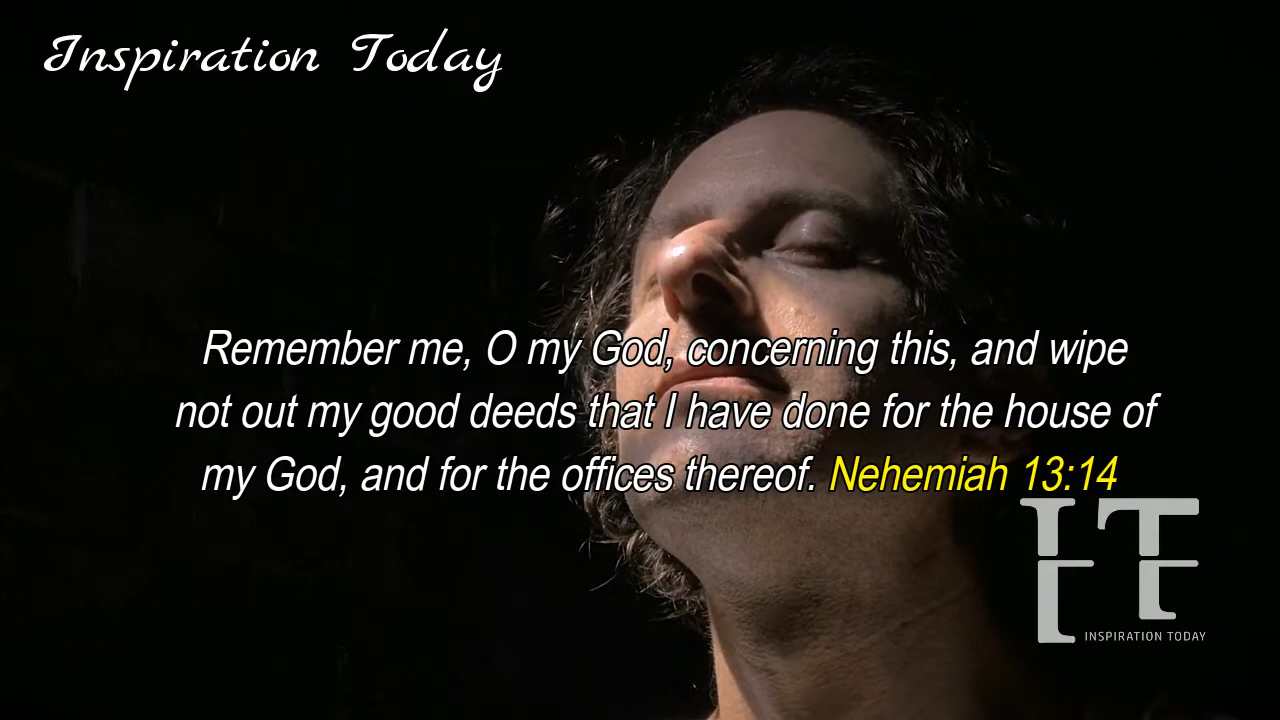 Inspiration Today
Remember me, O my God, concerning this, and wipe
not out my good deeds that I have done for the house of
my God, and for the offices thereof. Nehemiah 13:14
IT
INSPIRATION TODAY